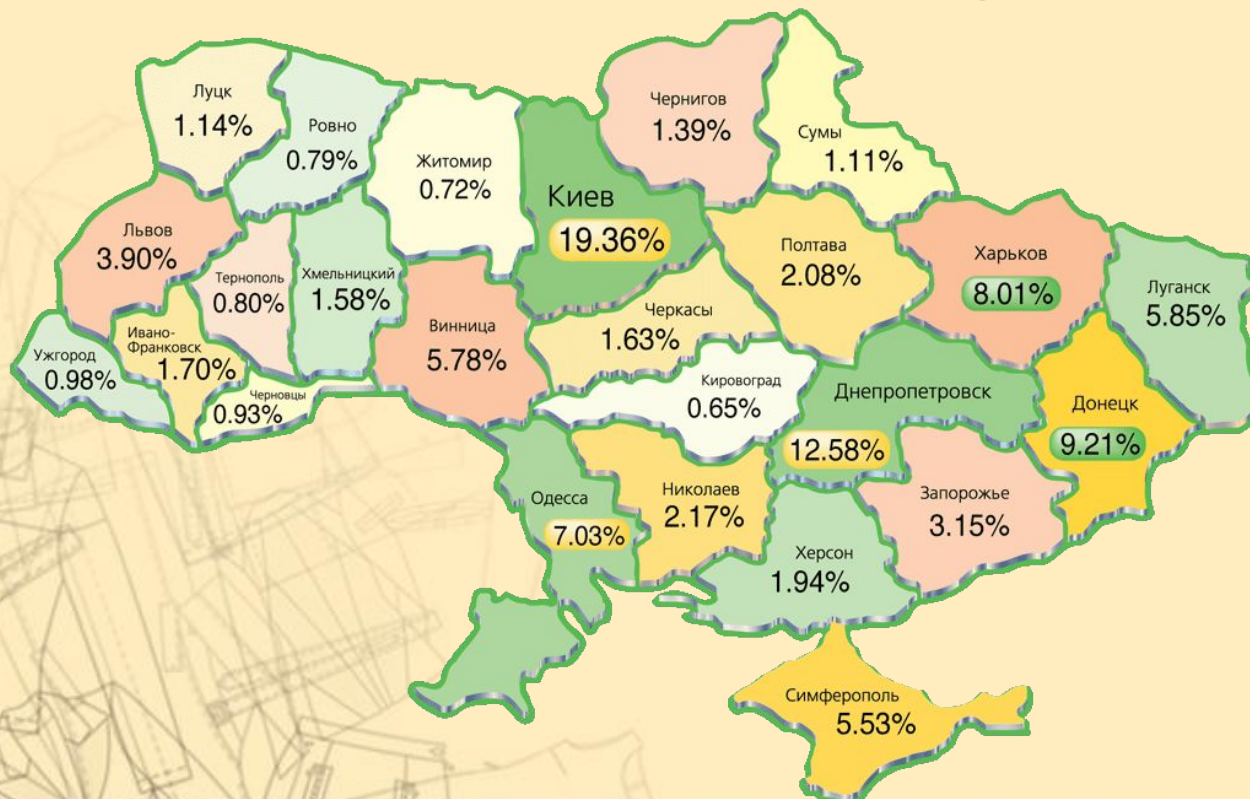 Луцк
1.14%
Ровно
0.79%
Житомир
0.72%
Киев
19.36%
Чернигов
1.39%
Сумы
1.11%
Львов
3.90%
Тернополь
0.80%
Хмельницкий
1.58%
Винница
5.78%
Черкасы
1.63%
Полтава
2.08%
Харьков
8.01%
Луганск
5.85%
Ужгород
0.98%
Ивано-
Франковск
1.70%
Черновцы
0.93%
Кировоград
0.65%
Днепропетровск
12.58%
Донецк
9.21%
Одесса
7.03%
Николаев
2.17%
Херсон
1.94%
Запорожье
3.15%
Симферополь
5.53%